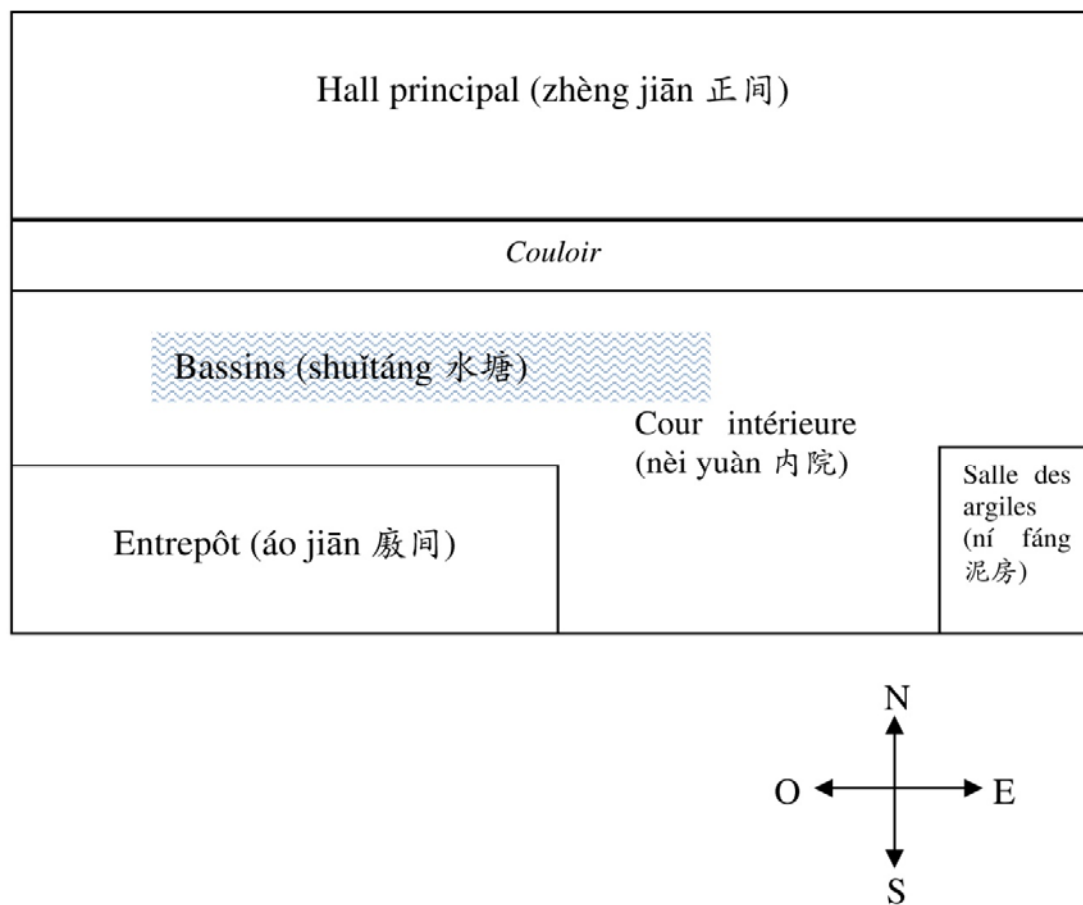 Hall principal (zhèng jiān 正间)
Couloir
Bassins (shuǐtáng 水塘)
Cour intérieure
(nèi yuàn 内院)
Entrepôt (áo jiān 廒间)
Salle des
argiles
(ní fáng
泥房)
N
O E
S